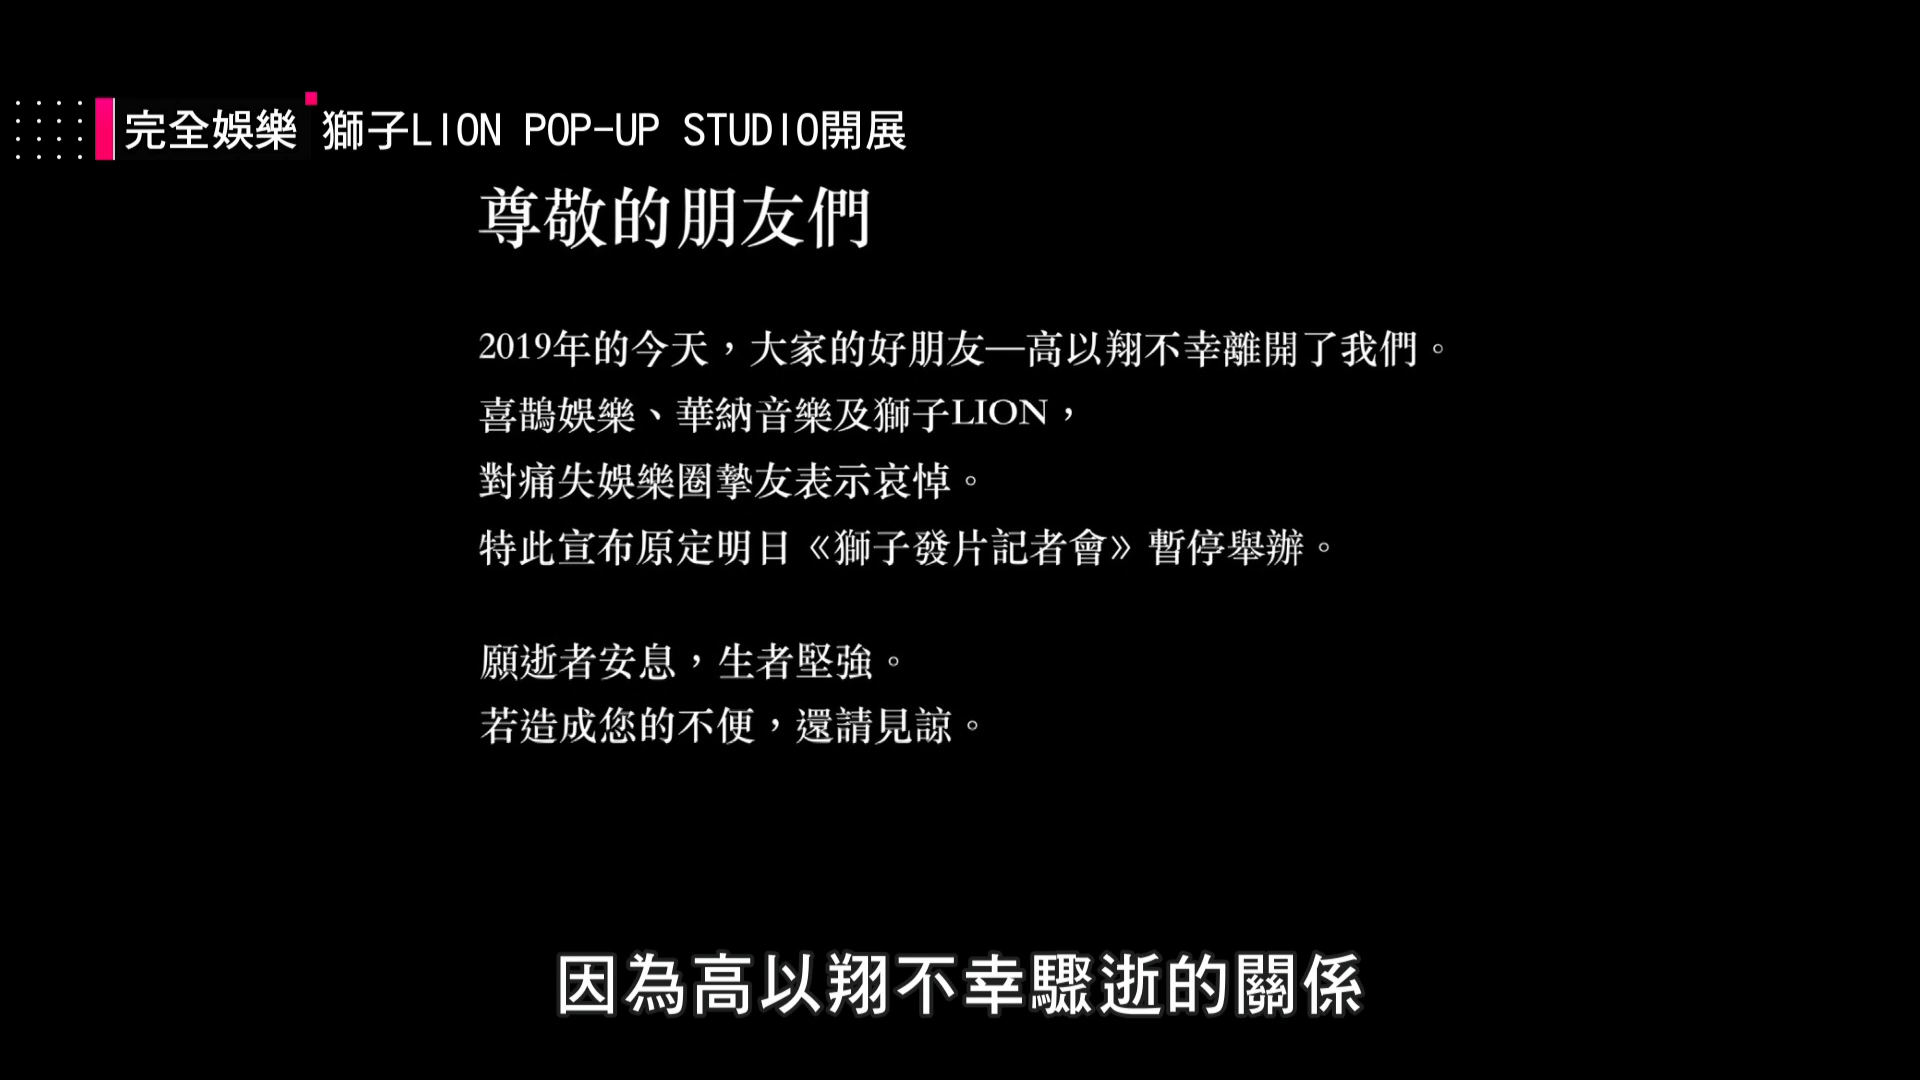 完全娛樂 獅子LION POP-UP STUDIO開展
尊敬的朋友們
2019年的今天，大家的好朋友—高以翔不幸離開了我們。
喜鵲娛樂、華納音樂及獅子LION，
對痛失娛樂圈摯友表示哀悼。
特此宣布原定明日《獅子發片記者會》暫停舉辦。
願逝者安息，生者堅強。
若造成您的不便，還請見諒。
因為高以翔不幸驟逝的關係